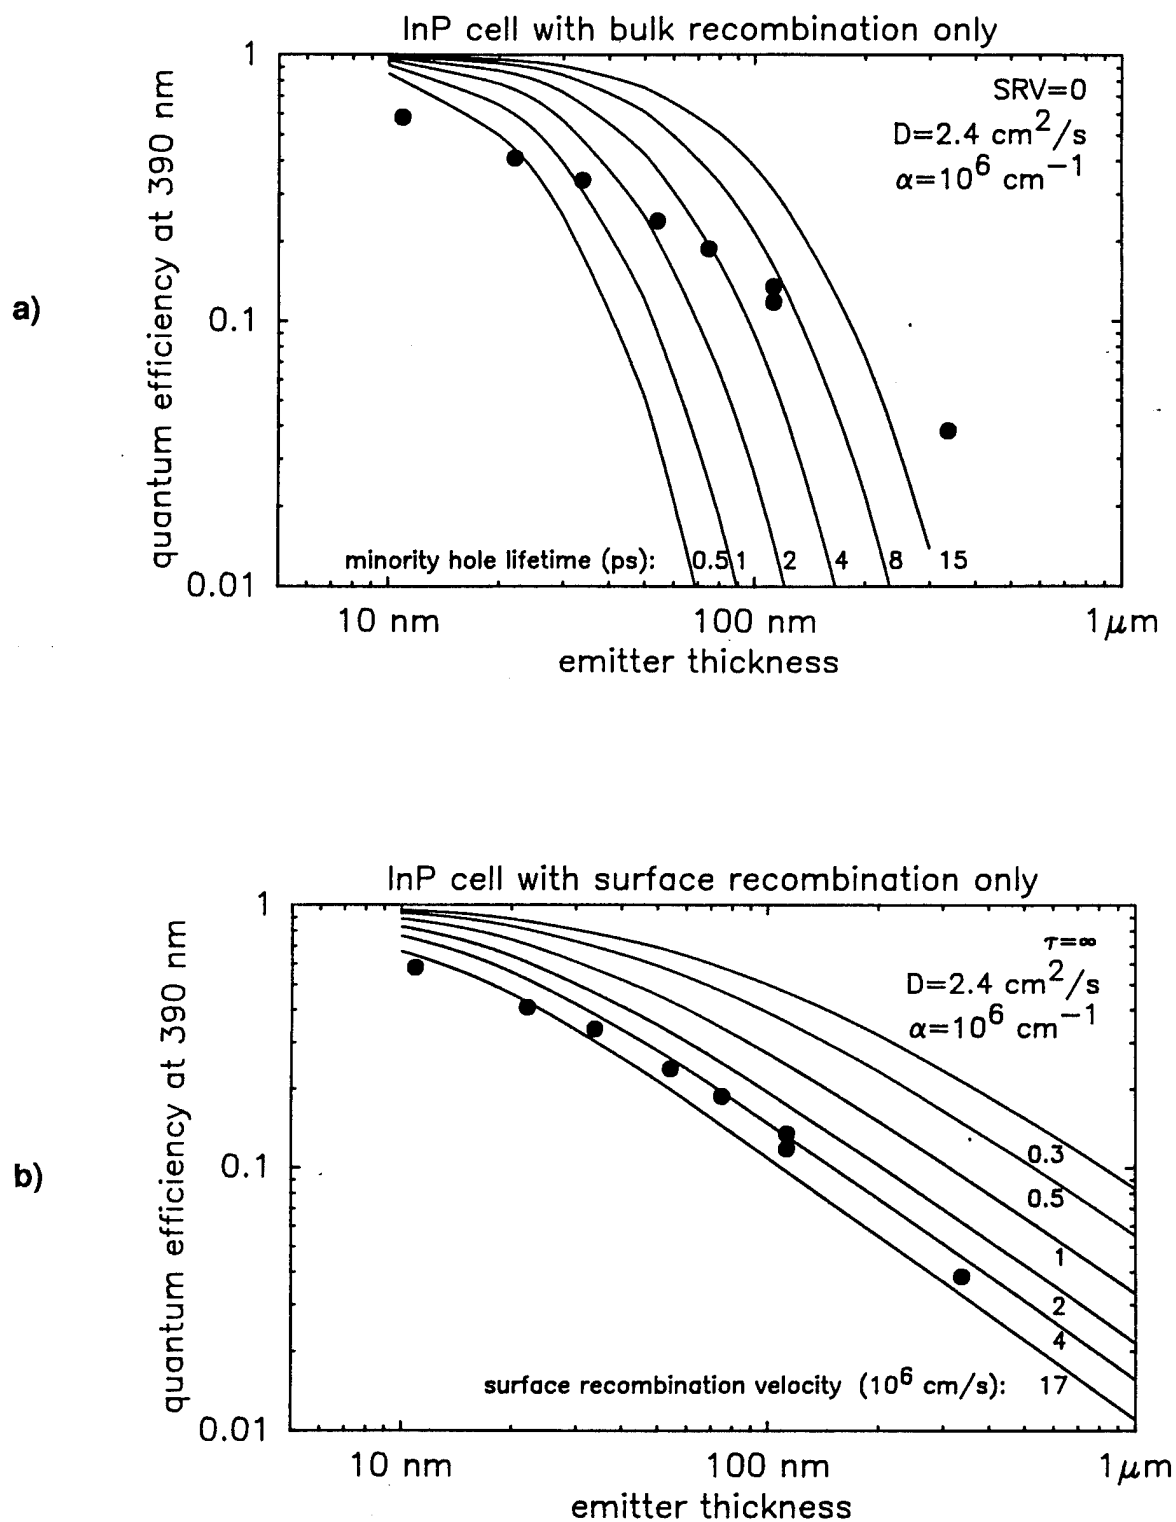 InP cell with bulk recombination only
a)
quantum efficiency at 390 nm
1
0.1
0.01
SRV=0
D=2.4 cm²/s
α=10⁶ cm⁻¹
minority hole lifetime (ps): 0.5 1 2 4 8 15
10 nm 100 nm 1μm
emitter thickness
InP cell with surface recombination only
b)
quantum efficiency at 390 nm
1
0.1
0.01
τ=∞
D=2.4 cm²/s
α=10⁶ cm⁻¹
0.3
0.5
1
2
4
surface recombination velocity (10⁶ cm/s): 17
10 nm 100 nm 1μm
emitter thickness